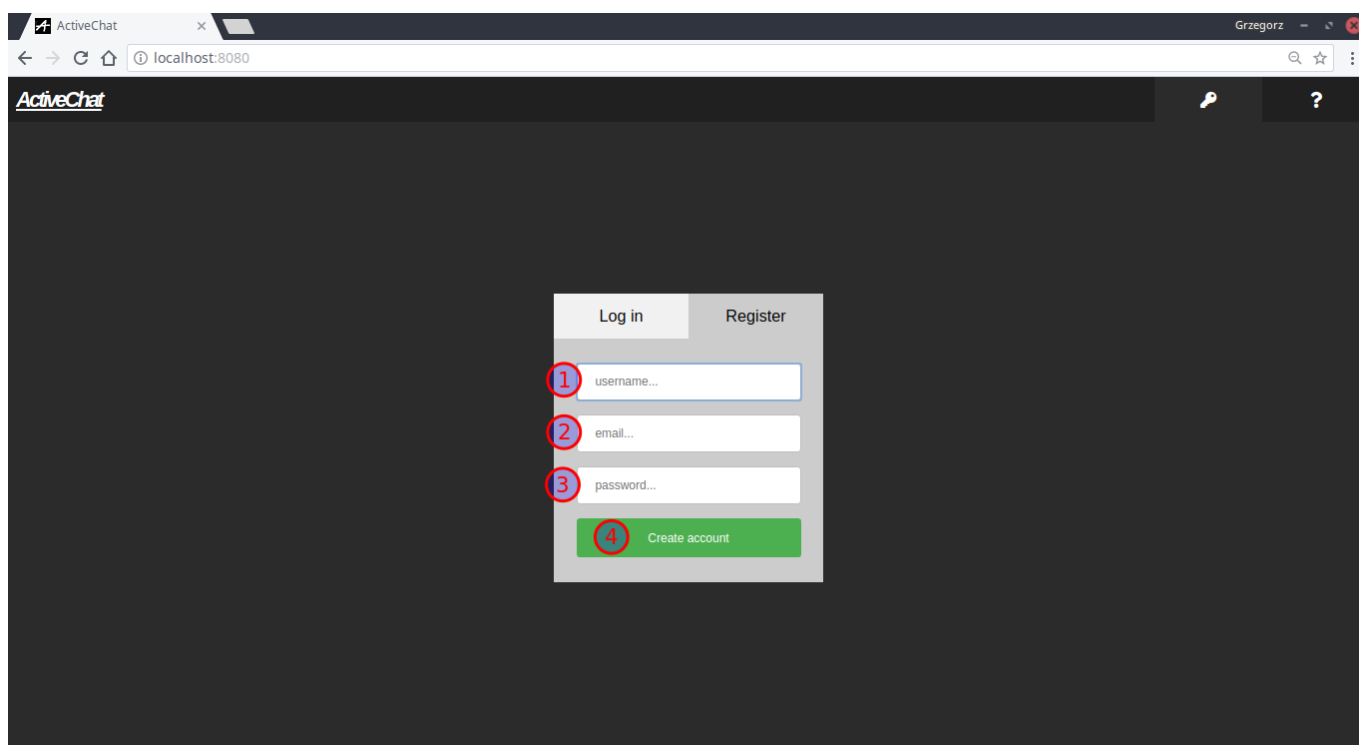 ActiveChat
Grzegorz
localhost:8080
ActiveChat
?
Log in Register
1 username...
2 email...
3 password...
4 Create account